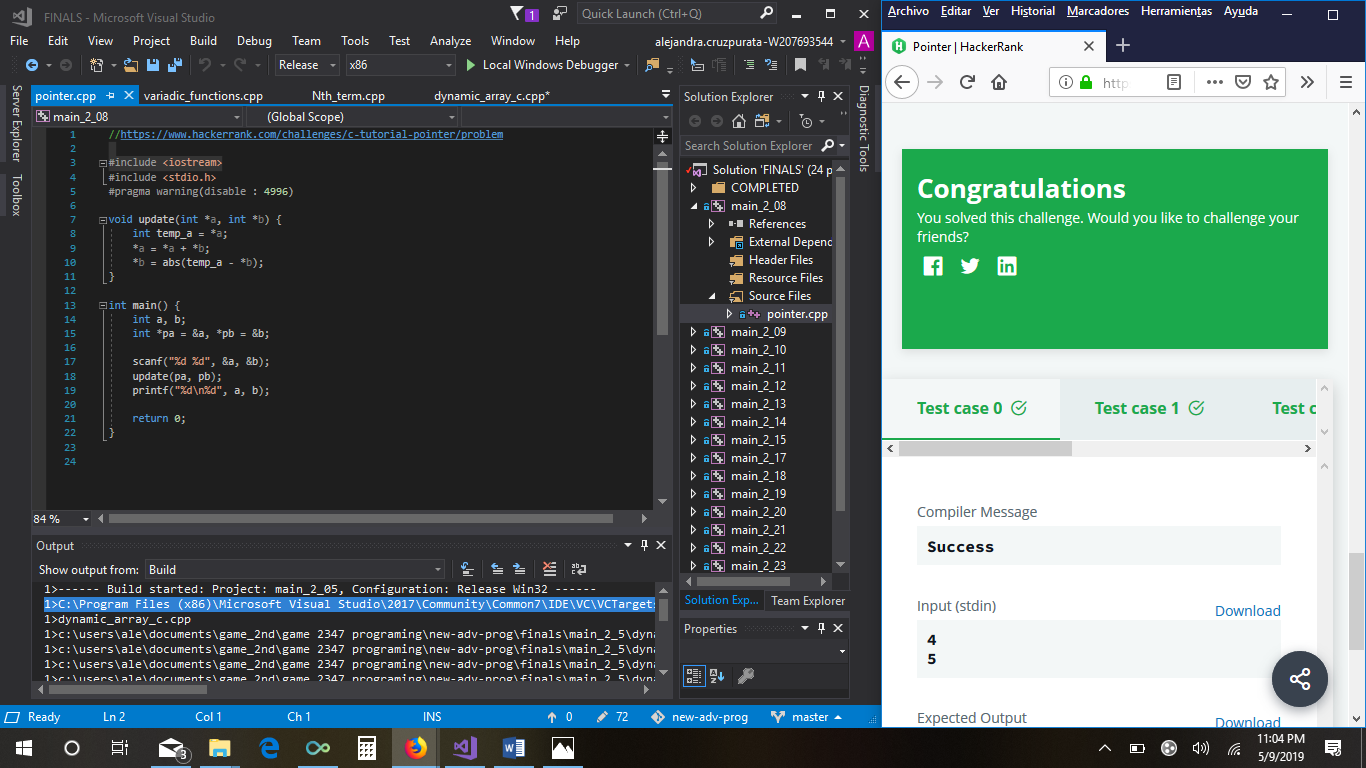 FINALS - Microsoft Visual Studio
1
Quick Launch (Ctrl+Q)
File Edit View Project Build Debug Team Tools Test Analyze Window Help
alejandra.cruzpurata-W207693544
A
Release
x86
Local Windows Debugger
Server Explorer
Toolbox
pointer.cpp
variadic_functions.cpp
Nth_term.cpp
dynamic_array_c.cpp*
main_2_08
(Global Scope)
1 //https://www.hackerrank.com/challenges/c-tutorial-pointer/problem
2
3 #include <iostream>
4 #include <stdio.h>
5 #pragma warning(disable : 4996)
6
7 void update(int *a, int *b) {
8 int temp_a = *a;
9 *a = *a + *b;
10 *b = abs(temp_a - *b);
11 }
12
13 int main() {
14 int a, b;
15 int *pa = &a, *pb = &b;
16
17 scanf("%d %d", &a, &b);
18 update(pa, pb);
19 printf("%d\n%d", a, b);
20
21 return 0;
22 }
23
24
84 %
Output
Show output from: Build
1>------ Build started: Project: main_2_05, Configuration: Release Win32 ------
1>C:\Program Files (x86)\Microsoft Visual Studio\2017\Community\Common7\IDE\VC\VCTargets
1>dynamic_array_c.cpp
1>c:\users\ale\documents\game_2nd\game 2347 programing\new-adv-prog\finals\main_2_5\dyna
1>c:\users\ale\documents\game_2nd\game 2347 programing\new-adv-prog\finals\main_2_5\dyna
1>c:\users\ale\documents\game_2nd\game 2347 programing\new-adv-prog\finals\main_2_5\dyna
1>c:\users\ale\documents\game_2nd\game 2347 programing\new-adv-prog\finals\main_2_5\dyna
Solution Explorer
Search Solution Explorer
Solution 'FINALS' (24 p
COMPLETED
main_2_08
References
External Depend
Header Files
Resource Files
Source Files
pointer.cpp
main_2_09
main_2_10
main_2_11
main_2_12
main_2_13
main_2_14
main_2_15
main_2_17
main_2_18
main_2_19
main_2_20
main_2_21
main_2_22
main_2_23
Solution Exp...
Team Explorer
Properties
Diagnostic Tools
Ready
Ln 2
Col 1
Ch 1
INS
0
72
new-adv-prog
master
Archivo Editar Ver Historial Marcadores Herramientas Ayuda
Pointer | HackerRank
http
Congratulations
You solved this challenge. Would you like to challenge your
friends?
Test case 0
Test case 1
Test c
Compiler Message
Success
Input (stdin)
Download
4
5
Expected Output
Download
3
11:04 PM
5/9/2019